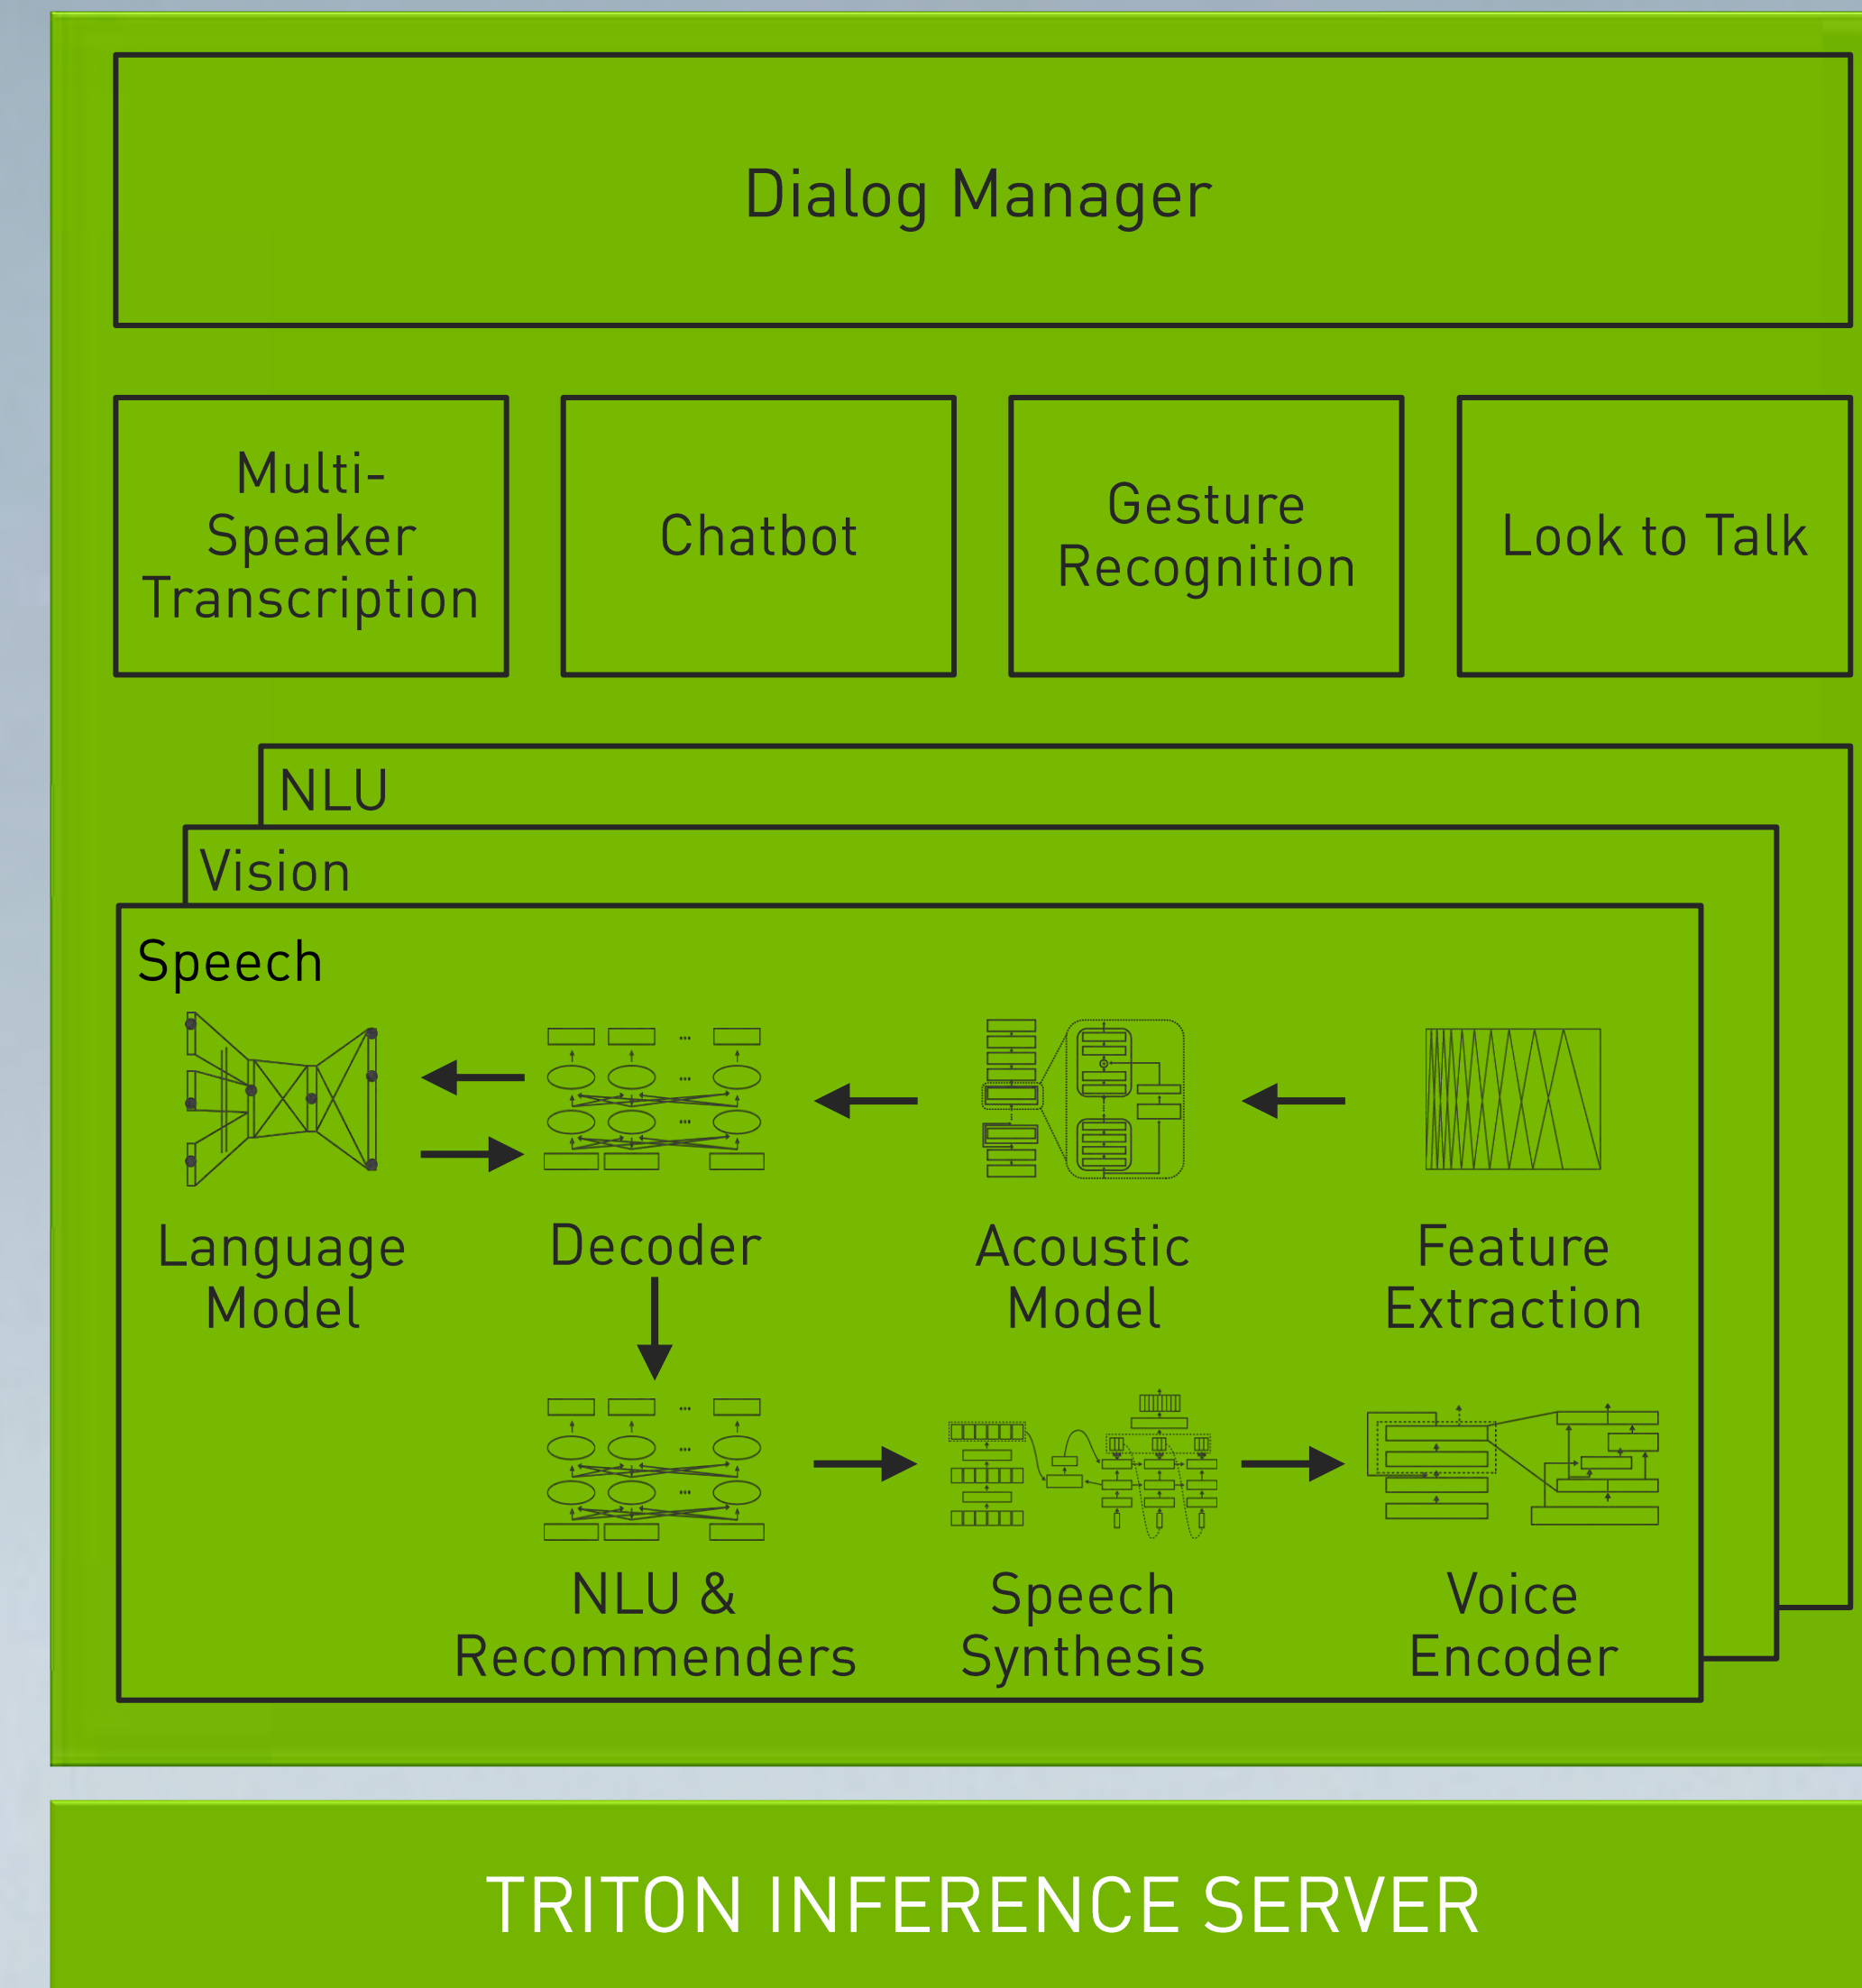 Dialog Manager
Multi-
Speaker
Transcription
Chatbot
Gesture
Recognition
Look to Talk
NLU
Vision
Speech
Language
Model
Decoder
Acoustic
Model
Feature
Extraction
NLU &
Recommenders
Speech
Synthesis
Voice
Encoder
TRITON INFERENCE SERVER